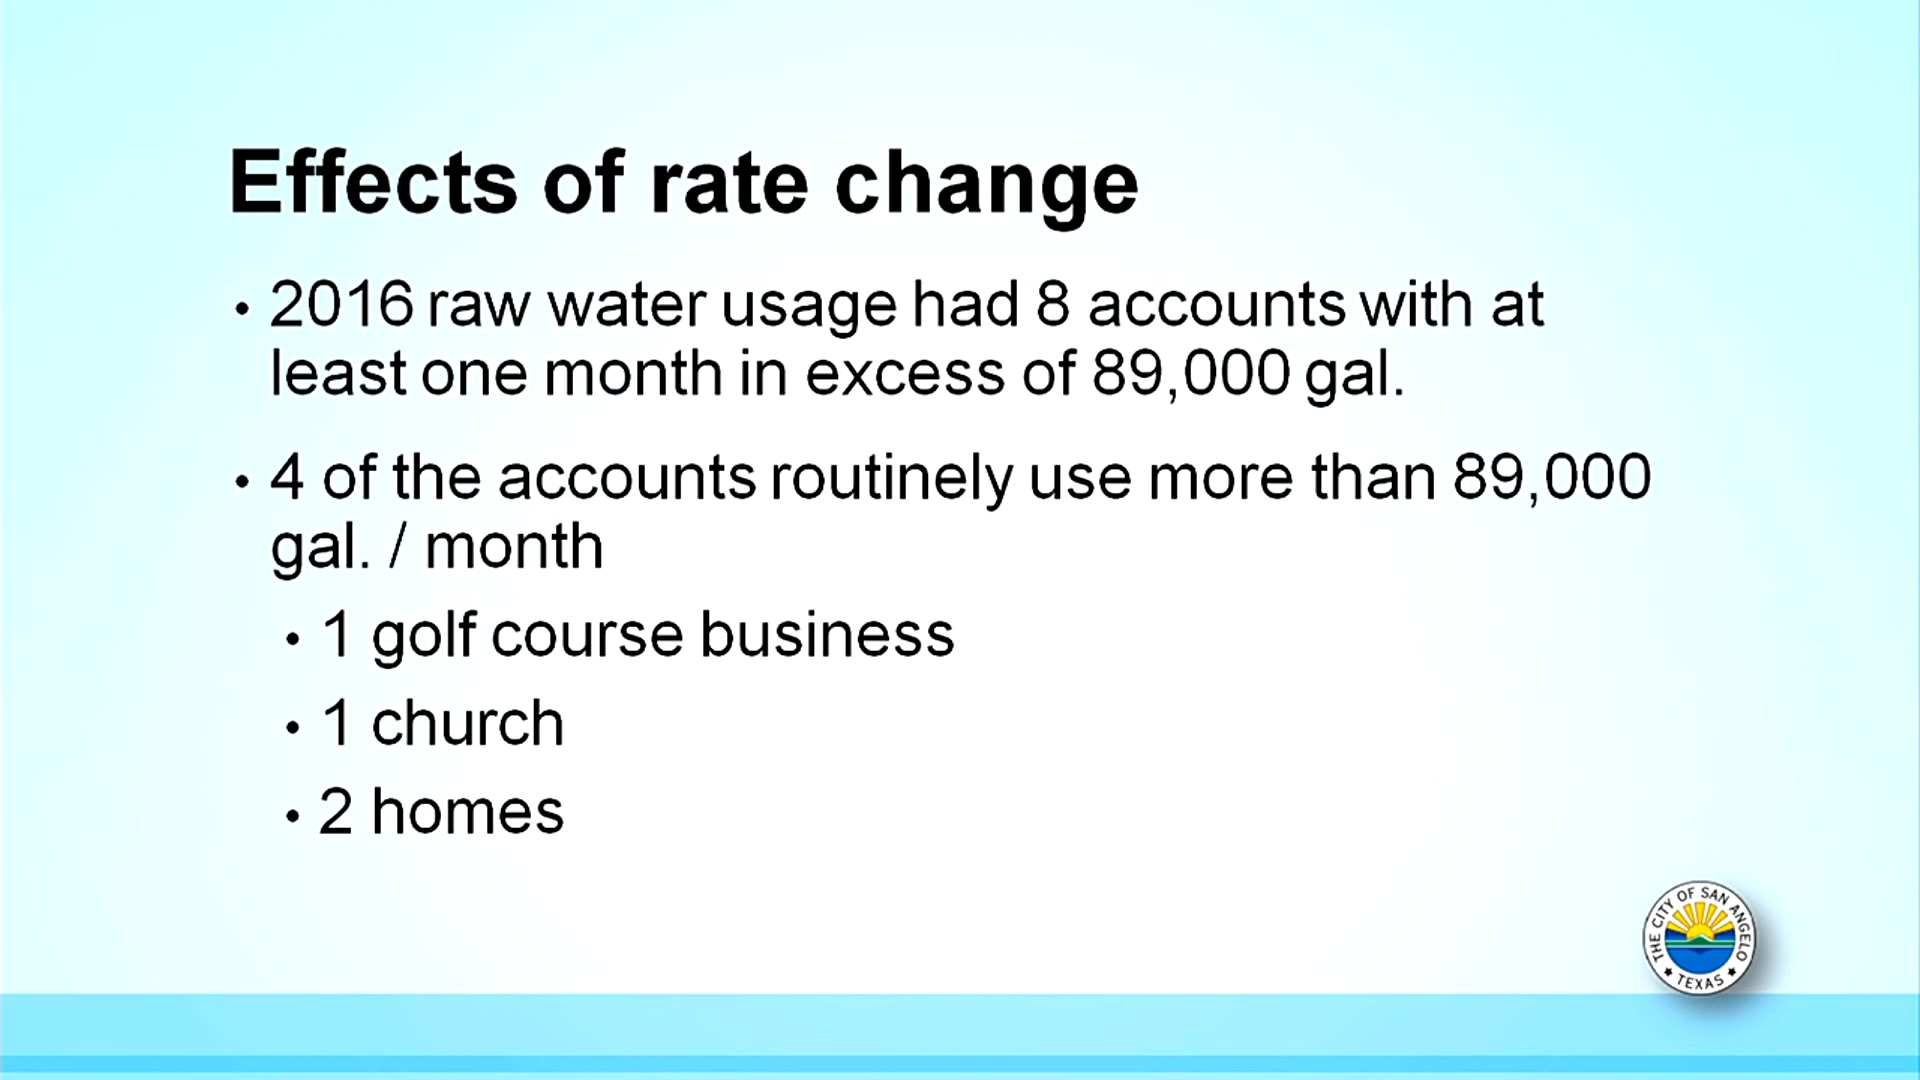 Effects of rate change
• 2016 raw water usage had 8 accounts with at
least one month in excess of 89,000 gal.
• 4 of the accounts routinely use more than 89,000
gal. / month
• 1 golf course business
• 1 church
• 2 homes
THE CITY OF SAN ANGELO
★ TEXAS ★